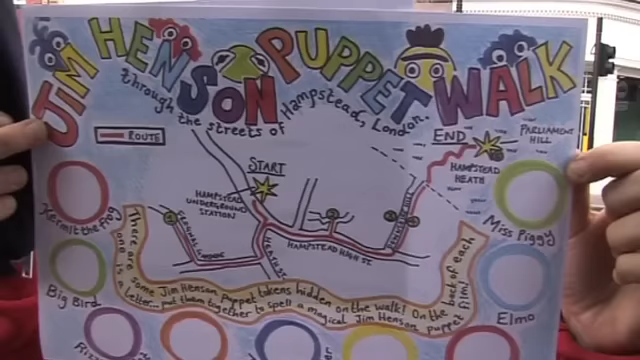 JIM HENSON PUPPET WALK
through the streets of Hampstead, London.
ROUTE
START
END
PARLIAMENT
HILL
HAMPSTEAD
HEATH
HAMPSTEAD
UNDERGROUND
STATION
HAMPSTEAD HIGH ST.
HEATH ST.
Kermit the frog
Miss Piggy
Big Bird
Elmo
There are some Jim Henson puppet tokens hidden on the walk! On the back of each
one is a letter... put them together to spell a magical Jim Henson puppet film!